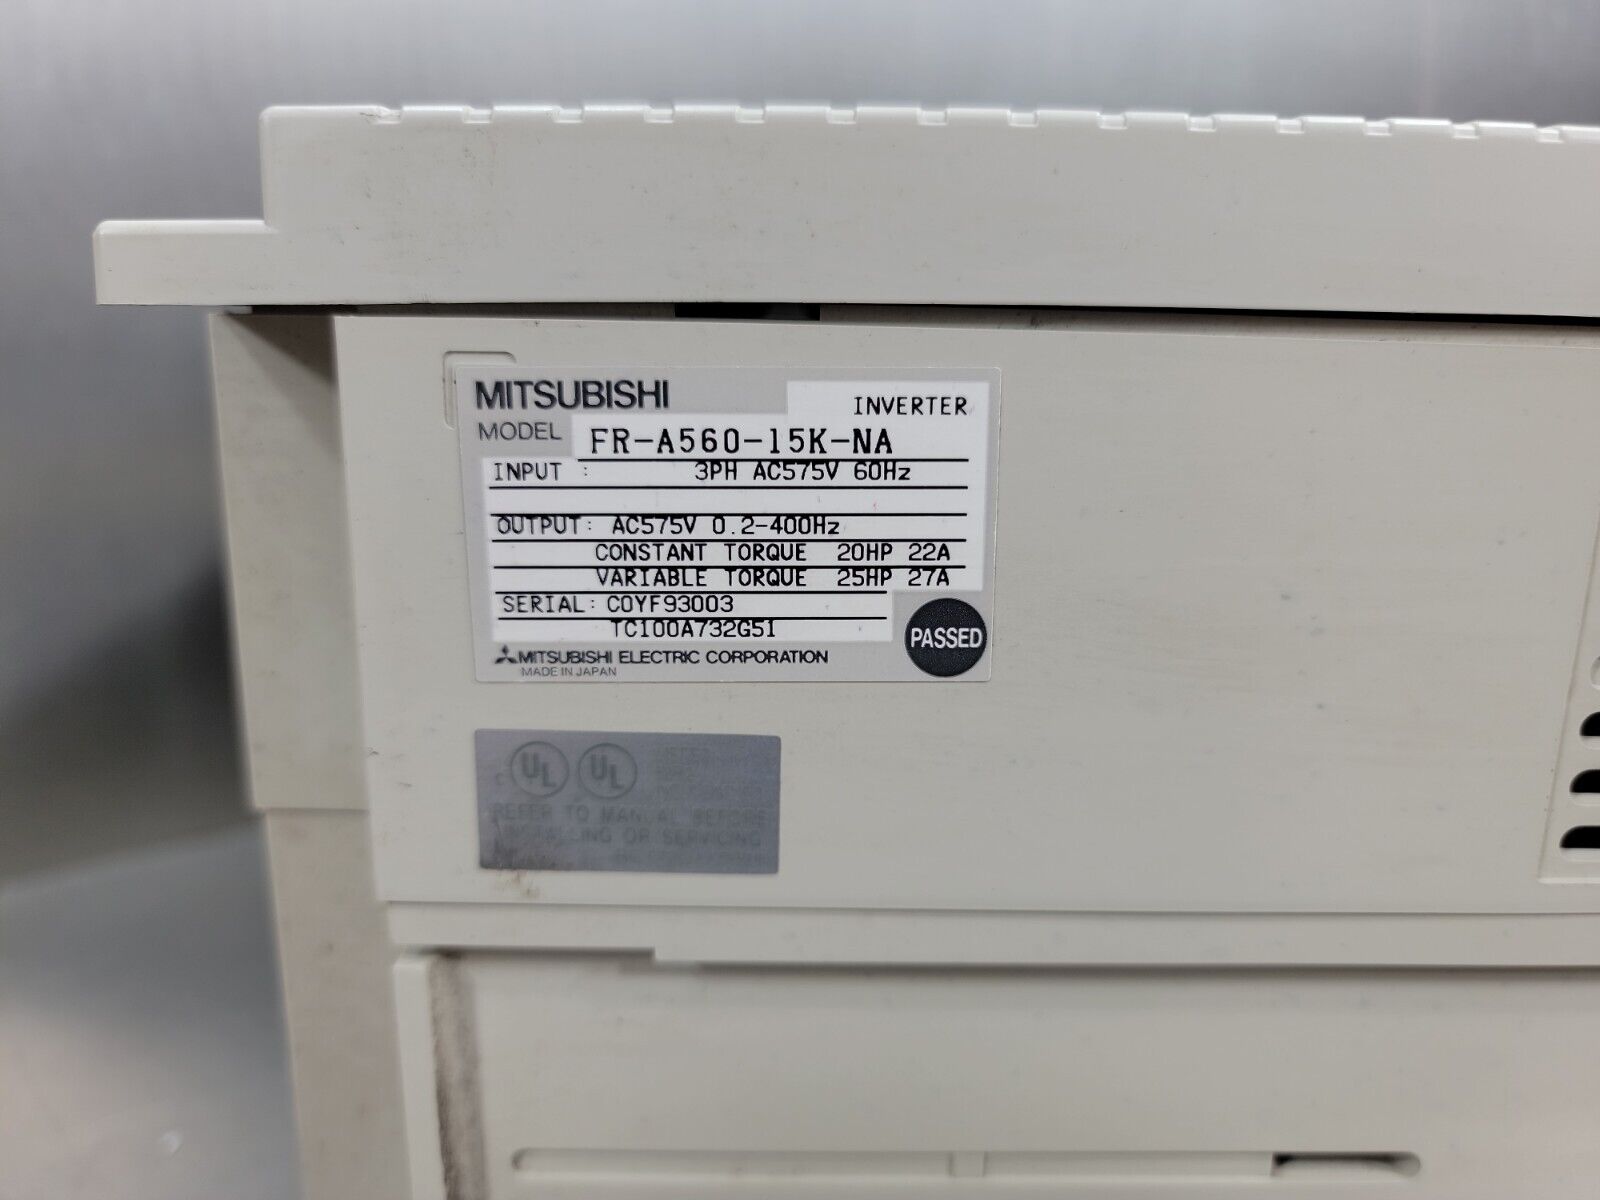 MITSUBISHI
INVERTER
MODEL FR-A560-15K-NA
INPUT : 3PH AC575V 60Hz
OUTPUT: AC575V 0.2-400Hz
CONSTANT TORQUE 20HP 22A
VARIABLE TORQUE 25HP 27A
SERIAL: C0YF93003
TC100A732G51
PASSED
MITSUBISHI ELECTRIC CORPORATION
MADE IN JAPAN
c UL UL
REFER TO MANUAL BEFORE
INSTALLING OR SERVICING